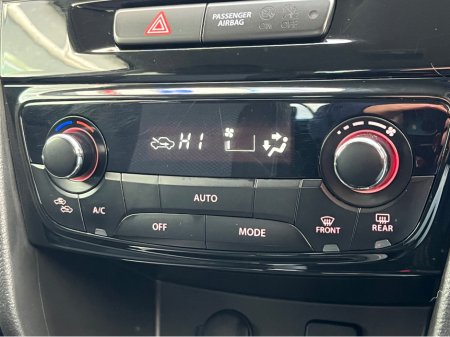 PASSENGER
AIRBAG
ON
OFF
HI
AUTO
A/C
OFF
MODE
FRONT
REAR